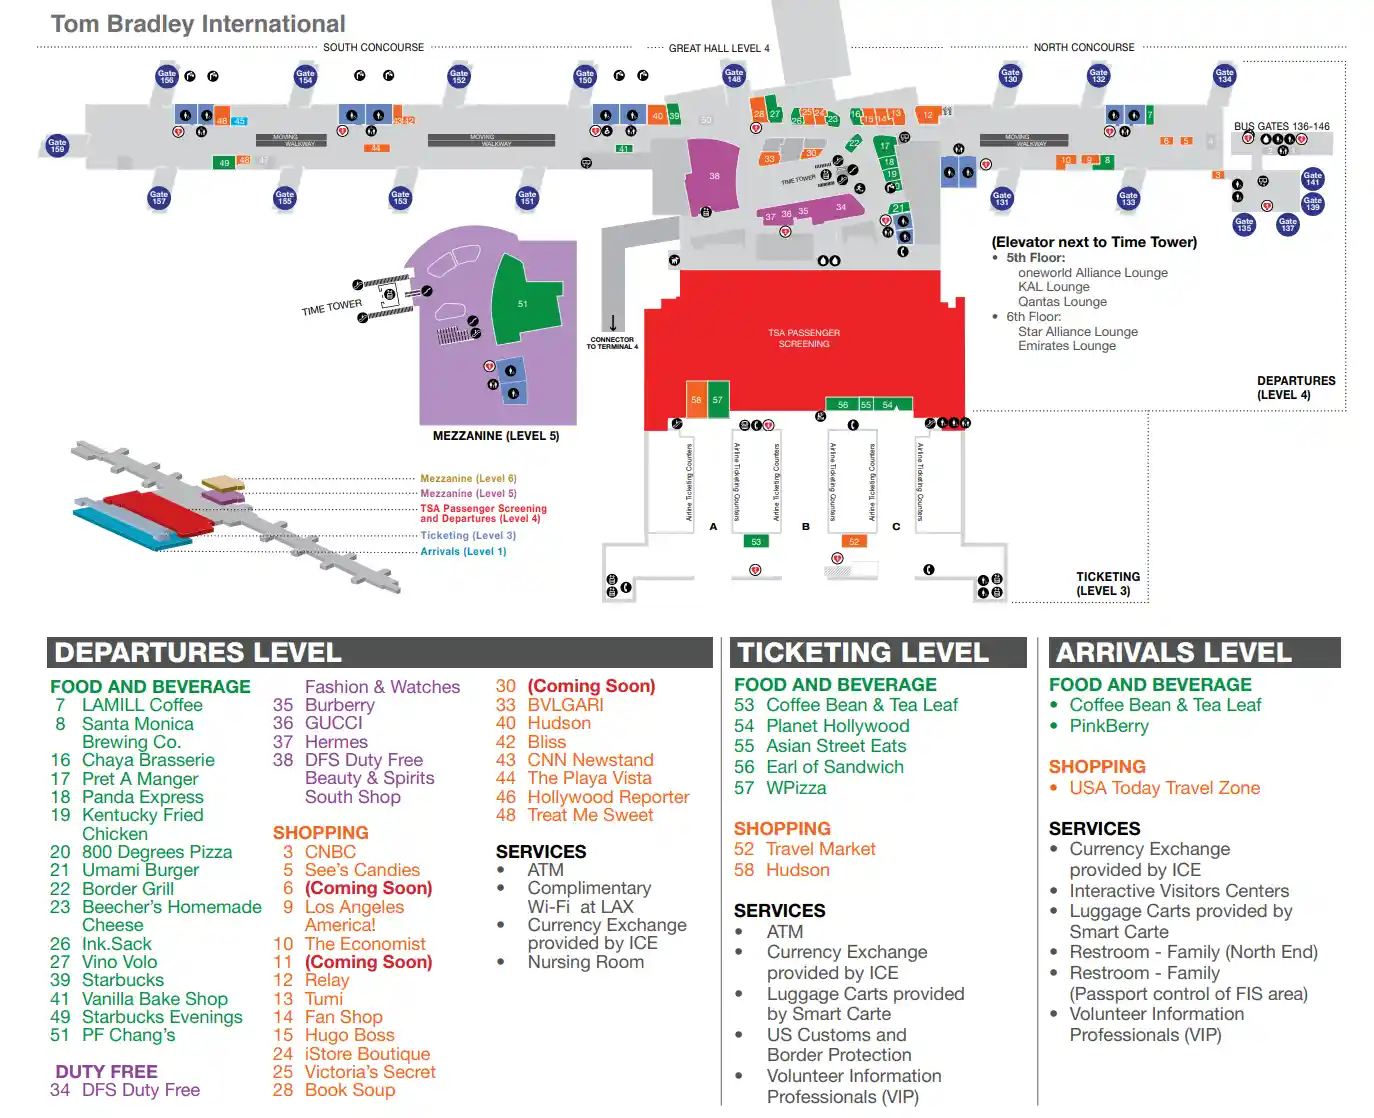 Tom Bradley International
SOUTH CONCOURSE
GREAT HALL LEVEL 4
NORTH CONCOURSE
Gate 156
Gate 154
Gate 152
Gate 150
Gate 148
Gate 130
Gate 132
Gate 134
BUS GATES 136-146
46 45
43 42
40 39
50
28 27
26 25 24 23
16 15 14 13
12 11
7
Gate 159
MOVING WALKWAY
MOVING WALKWAY
MOVING WALKWAY
49 48 47
44
41
38
33
30
22
17
18
19
21
TIME TOWER
37 36 35 34
10 9 8
6 5
4
3
Gate 157
Gate 155
Gate 153
Gate 151
Gate 131
Gate 133
Gate 141
Gate 139
Gate 135
Gate 137
(Elevator next to Time Tower)
• 5th Floor:
oneworld Alliance Lounge
KAL Lounge
Qantas Lounge
• 6th Floor:
Star Alliance Lounge
Emirates Lounge
TIME TOWER
51
CONNECTOR
TO TERMINAL 4
TSA PASSENGER
SCREENING
DEPARTURES
(LEVEL 4)
58 57
56 55 54
MEZZANINE (LEVEL 5)
Airline Ticketing Counters
Airline Ticketing Counters
Airline Ticketing Counters
Airline Ticketing Counters
Airline Ticketing Counters
Airline Ticketing Counters
A B C
53
52
TICKETING
(LEVEL 3)
Mezzanine (Level 6)
Mezzanine (Level 5)
TSA Passenger Screening
and Departures (Level 4)
Ticketing (Level 3)
Arrivals (Level 1)
DEPARTURES LEVEL
FOOD AND BEVERAGE
7 LAMILL Coffee
8 Santa Monica
Brewing Co.
16 Chaya Brasserie
17 Pret A Manger
18 Panda Express
19 Kentucky Fried
Chicken
20 800 Degrees Pizza
21 Umami Burger
22 Border Grill
23 Beecher's Homemade
Cheese
26 Ink.Sack
27 Vino Volo
39 Starbucks
41 Vanilla Bake Shop
49 Starbucks Evenings
51 PF Chang's
DUTY FREE
34 DFS Duty Free
Fashion & Watches
35 Burberry
36 GUCCI
37 Hermes
38 DFS Duty Free
Beauty & Spirits
South Shop
SHOPPING
3 CNBC
5 See's Candies
6 (Coming Soon)
9 Los Angeles
America!
10 The Economist
11 (Coming Soon)
12 Relay
13 Tumi
14 Fan Shop
15 Hugo Boss
24 iStore Boutique
25 Victoria's Secret
28 Book Soup
30 (Coming Soon)
33 BVLGARI
40 Hudson
42 Bliss
43 CNN Newstand
44 The Playa Vista
46 Hollywood Reporter
48 Treat Me Sweet
SERVICES
• ATM
• Complimentary
Wi-Fi at LAX
• Currency Exchange
provided by ICE
• Nursing Room
TICKETING LEVEL
FOOD AND BEVERAGE
53 Coffee Bean & Tea Leaf
54 Planet Hollywood
55 Asian Street Eats
56 Earl of Sandwich
57 WPizza
SHOPPING
52 Travel Market
58 Hudson
SERVICES
• ATM
• Currency Exchange
provided by ICE
• Luggage Carts provided
by Smart Carte
• US Customs and
Border Protection
• Volunteer Information
Professionals (VIP)
ARRIVALS LEVEL
FOOD AND BEVERAGE
• Coffee Bean & Tea Leaf
• PinkBerry
SHOPPING
• USA Today Travel Zone
SERVICES
• Currency Exchange
provided by ICE
• Interactive Visitors Centers
• Luggage Carts provided by
Smart Carte
• Restroom - Family (North End)
• Restroom - Family
(Passport control of FIS area)
• Volunteer Information
Professionals (VIP)